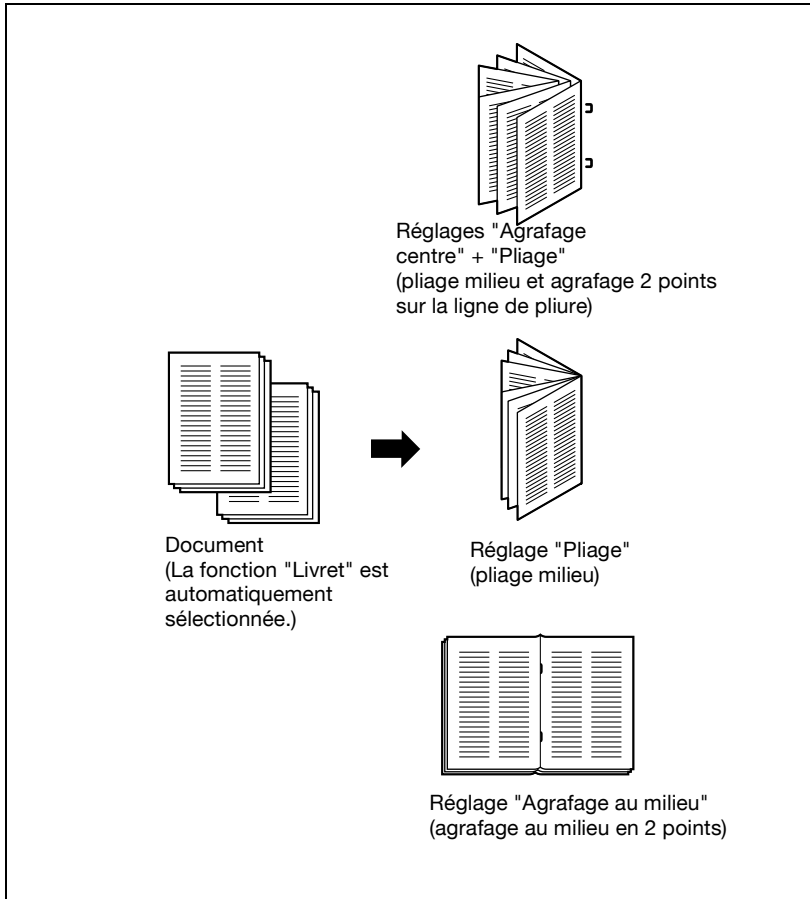 Réglages "Agrafage
centre" + "Pliage"
(pliage milieu et agrafage 2 points
sur la ligne de pliure)
Document
(La fonction "Livret" est
automatiquement
sélectionnée.)
Réglage "Pliage"
(pliage milieu)
Réglage "Agrafage au milieu"
(agrafage au milieu en 2 points)